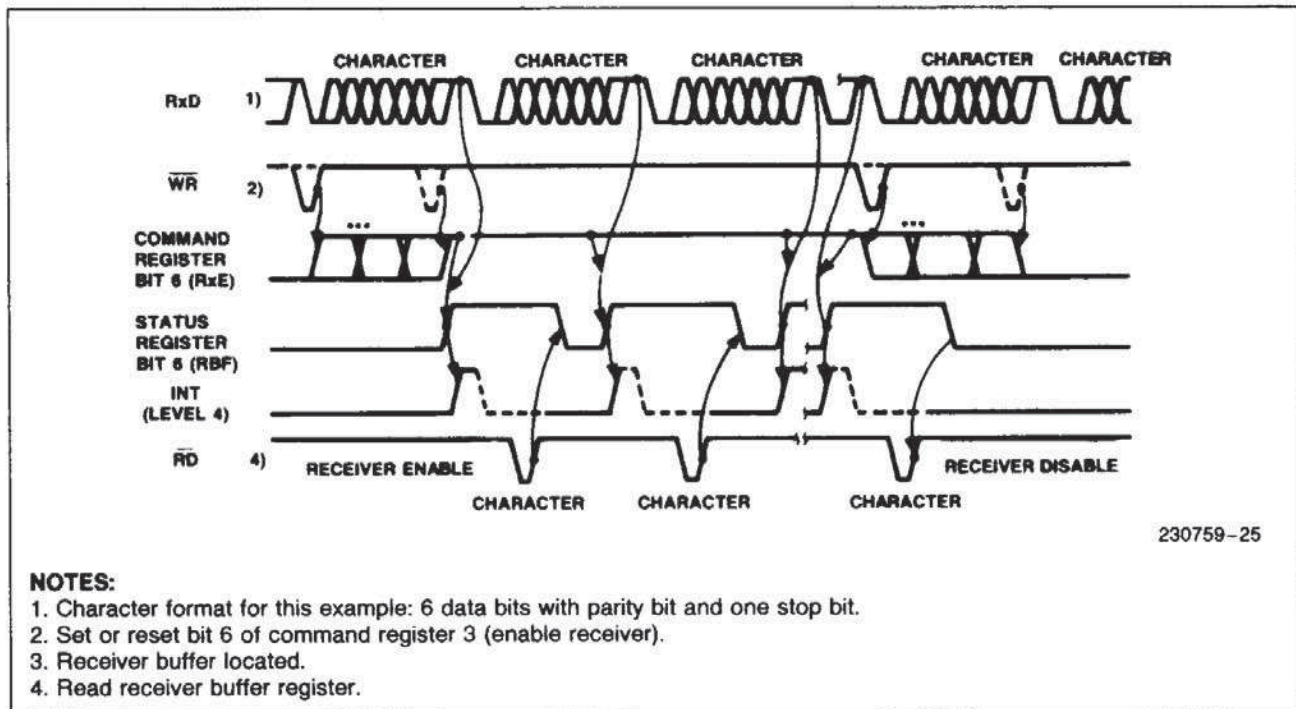 CHARACTER CHARACTER CHARACTER CHARACTER CHARACTER
RxD 1)
WR 2)
...
...
COMMAND
REGISTER
BIT 6 (RxE)
STATUS
REGISTER
BIT 6 (RBF)
INT
(LEVEL 4)
RD 4)
RECEIVER ENABLE RECEIVER DISABLE
CHARACTER CHARACTER CHARACTER
230759-25
NOTES:
1. Character format for this example: 6 data bits with parity bit and one stop bit.
2. Set or reset bit 6 of command register 3 (enable receiver).
3. Receiver buffer located.
4. Read receiver buffer register.